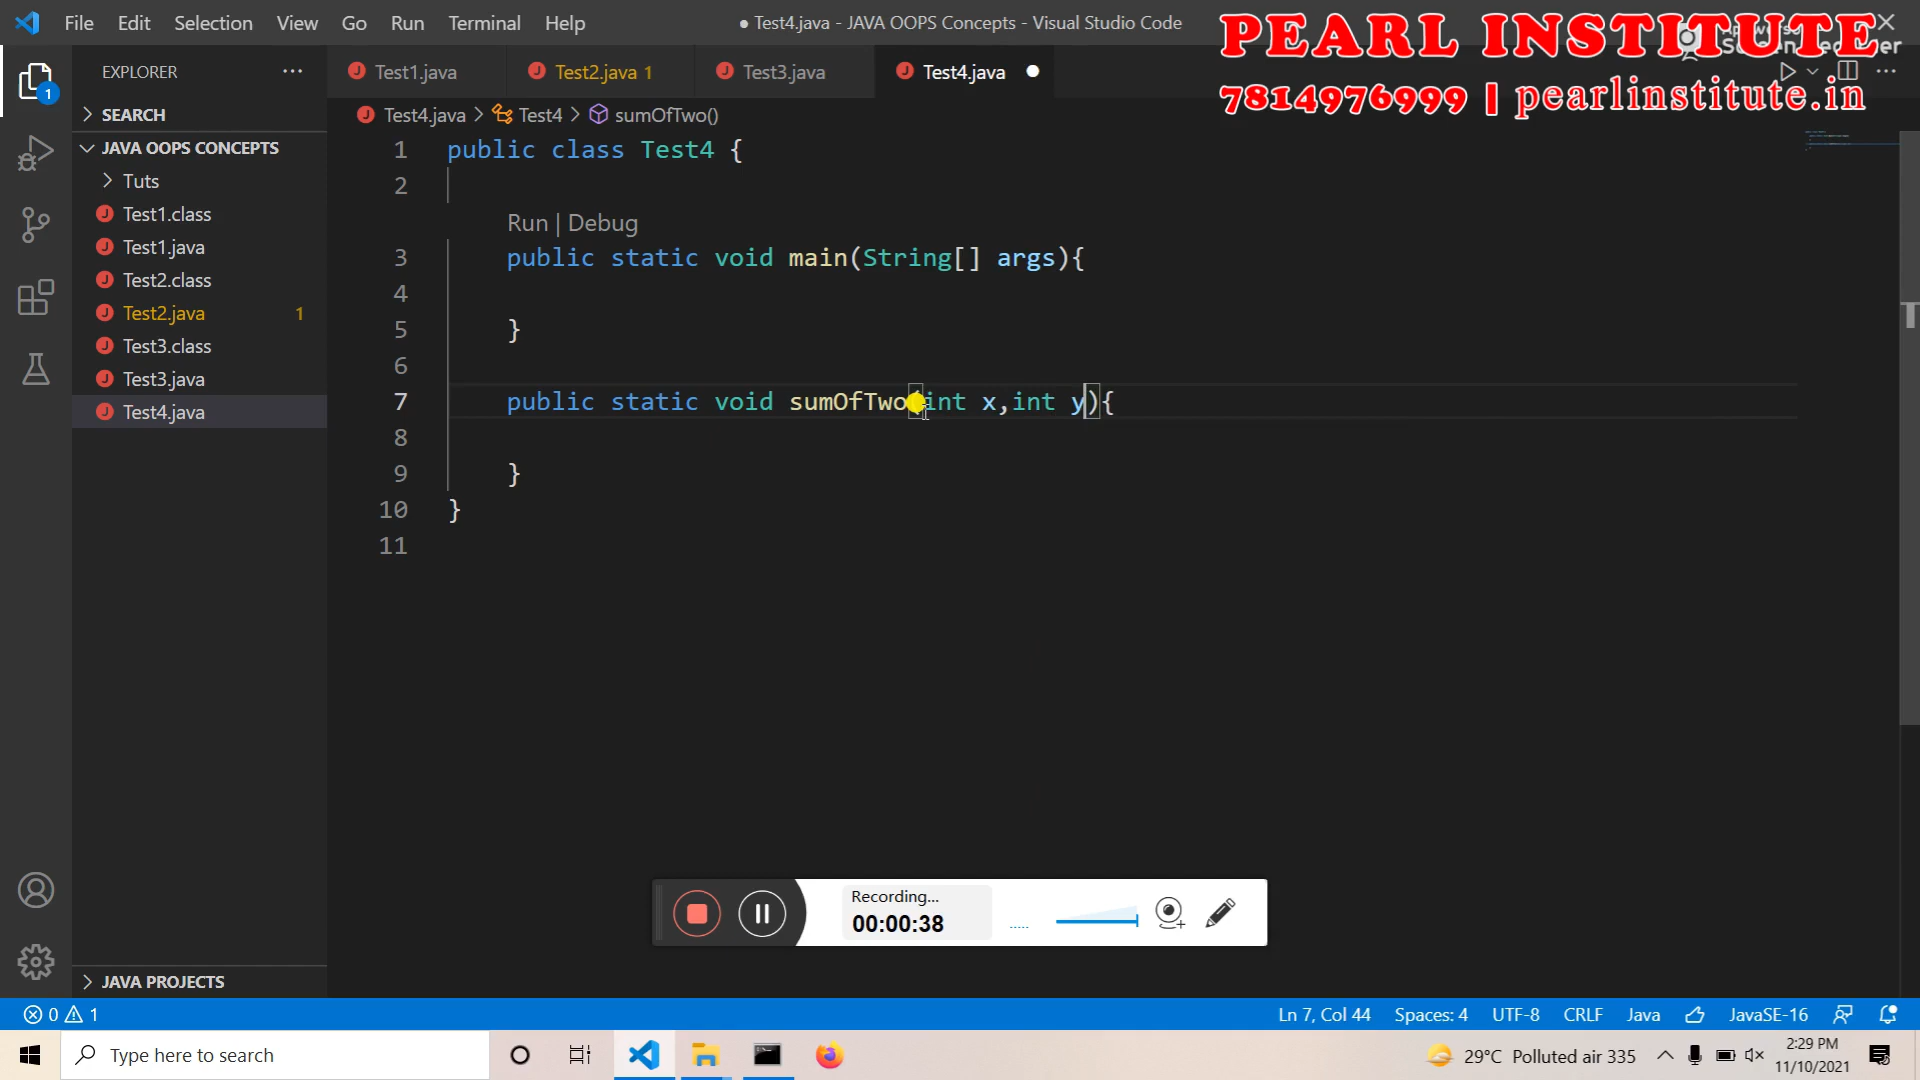 File Edit Selection View Go Run Terminal Help
● Test4.java - JAVA OOPS Concepts - Visual Studio Code
PEARL INSTITUTE
7814976999 | pearlinstitute.in
EXPLORER
Test1.java
Test2.java 1
Test3.java
Test4.java
SEARCH
Test4.java > Test4 > sumOfTwo()
JAVA OOPS CONCEPTS
Tuts
Test1.class
Test1.java
Test2.class
Test2.java 1
Test3.class
Test3.java
Test4.java
1 public class Test4 {
2
Run | Debug
3 public static void main(String[] args){
4
5 }
6
7 public static void sumOfTwo(int x,int y){
8
9 }
10 }
11
1
Recording...
00:00:38
JAVA PROJECTS
0 1
Ln 7, Col 44 Spaces: 4 UTF-8 CRLF Java JavaSE-16
Type here to search
29°C Polluted air 335
2:29 PM
11/10/2021